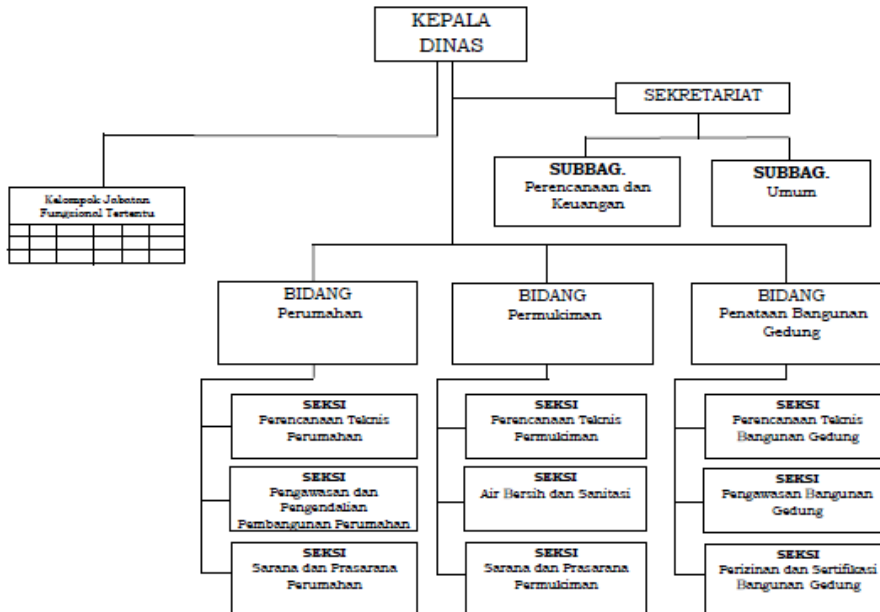 KEPALA
DINAS
SEKRETARIAT
SUBBAG.
Perencanaan dan
Keuangan
SUBBAG.
Umum
Kelompok Jabatan
Fungsional Tertentu
BIDANG
Perumahan
BIDANG
Permukiman
BIDANG
Penataan Bangunan
Gedung
SEKSI
Perencanaan Teknis
Perumahan
SEKSI
Pengawasan dan
Pengendalian
Pembangunan Perumahan
SEKSI
Sarana dan Prasarana
Perumahan
SEKSI
Perencanaan Teknis
Permukiman
SEKSI
Air Bersih dan Sanitasi
SEKSI
Sarana dan Prasarana
Permukiman
SEKSI
Perencanaan Teknis
Bangunan Gedung
SEKSI
Pengawasan Bangunan
Gedung
SEKSI
Perizinan dan Sertifikasi
Bangunan Gedung